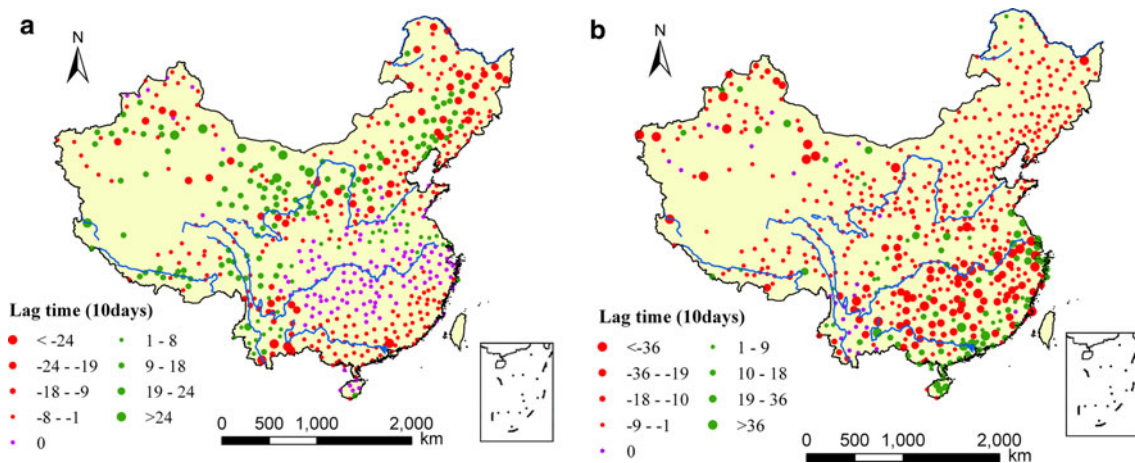 a
N
Lag time (10days)
< -24 1 - 8
-24 - -19 9 - 18
-18 - -9 19 - 24
-8 - -1 >24
0
0 500 1,000 2,000
km
b
N
Lag time (10days)
<-36 1 - 9
-36 - -19 10 - 18
-18 - -10 19 - 36
-9 - -1 >36
0
0 500 1,000 2,000
km